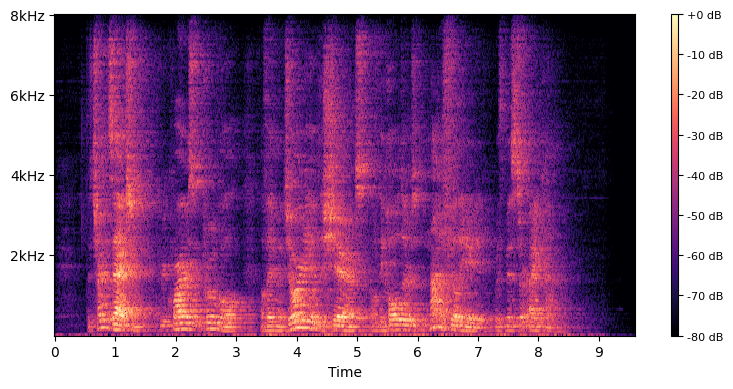 8kHz
+0 dB
-10 dB
6kHz
-20 dB
-30 dB
4kHz
-40 dB
-50 dB
2kHz
-60 dB
-70 dB
-80 dB
0 1 2 3 4 5 6 7 8 9
Time